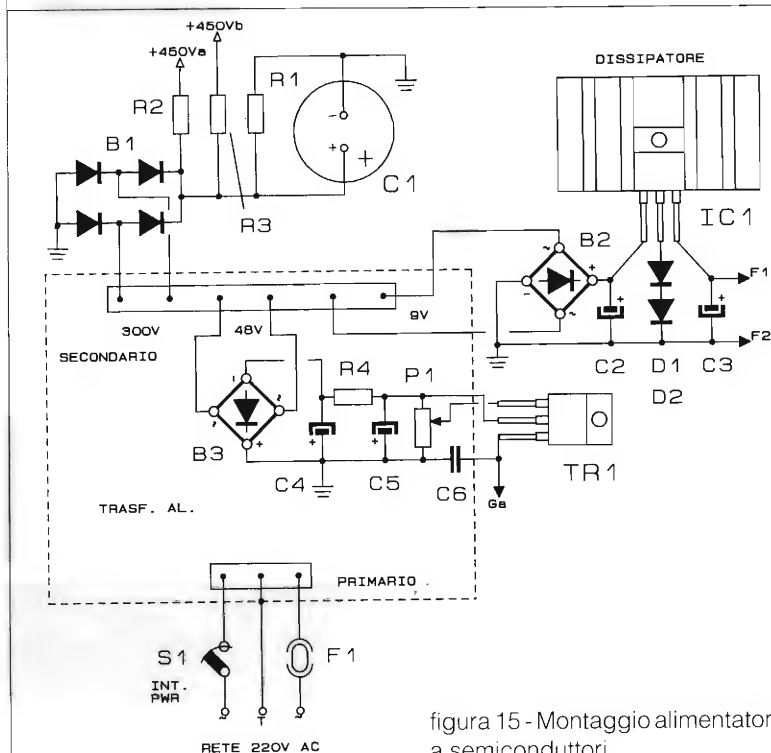 +450Vb
+450Va
DISSIPATORE
R1
R2
B1
-
+
+
C1
R3
IC1
B2
~
+
-
~
F1
+
+
F2
C2
D1
C3
D2
300V
48V
9V
SECONDARIO
R4
P1
B3
-
~
~
+
+
+
C4
C5
C6
TR1
Ga
TRASF. AL.
PRIMARIO
S1
F1
INT.
PWR
~
T
~
RETE 220V AC
figura 15 - Montaggio alimentator
a semiconduttori